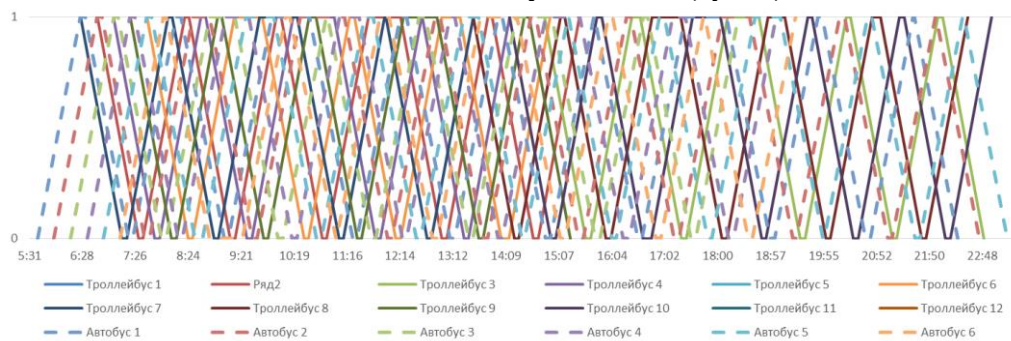 1
0
5:31 6:28 7:26 8:24 9:21 10:19 11:16 12:14 13:12 14:09 15:07 16:04 17:02 18:00 18:57 19:55 20:52 21:50 22:48
Троллейбус 1 Ряд2 Троллейбус 3 Троллейбус 4 Троллейбус 5 Троллейбус 6
Троллейбус 7 Троллейбус 8 Троллейбус 9 Троллейбус 10 Троллейбус 11 Троллейбус 12
Автобус 1 Автобус 2 Автобус 3 Автобус 4 Автобус 5 Автобус 6